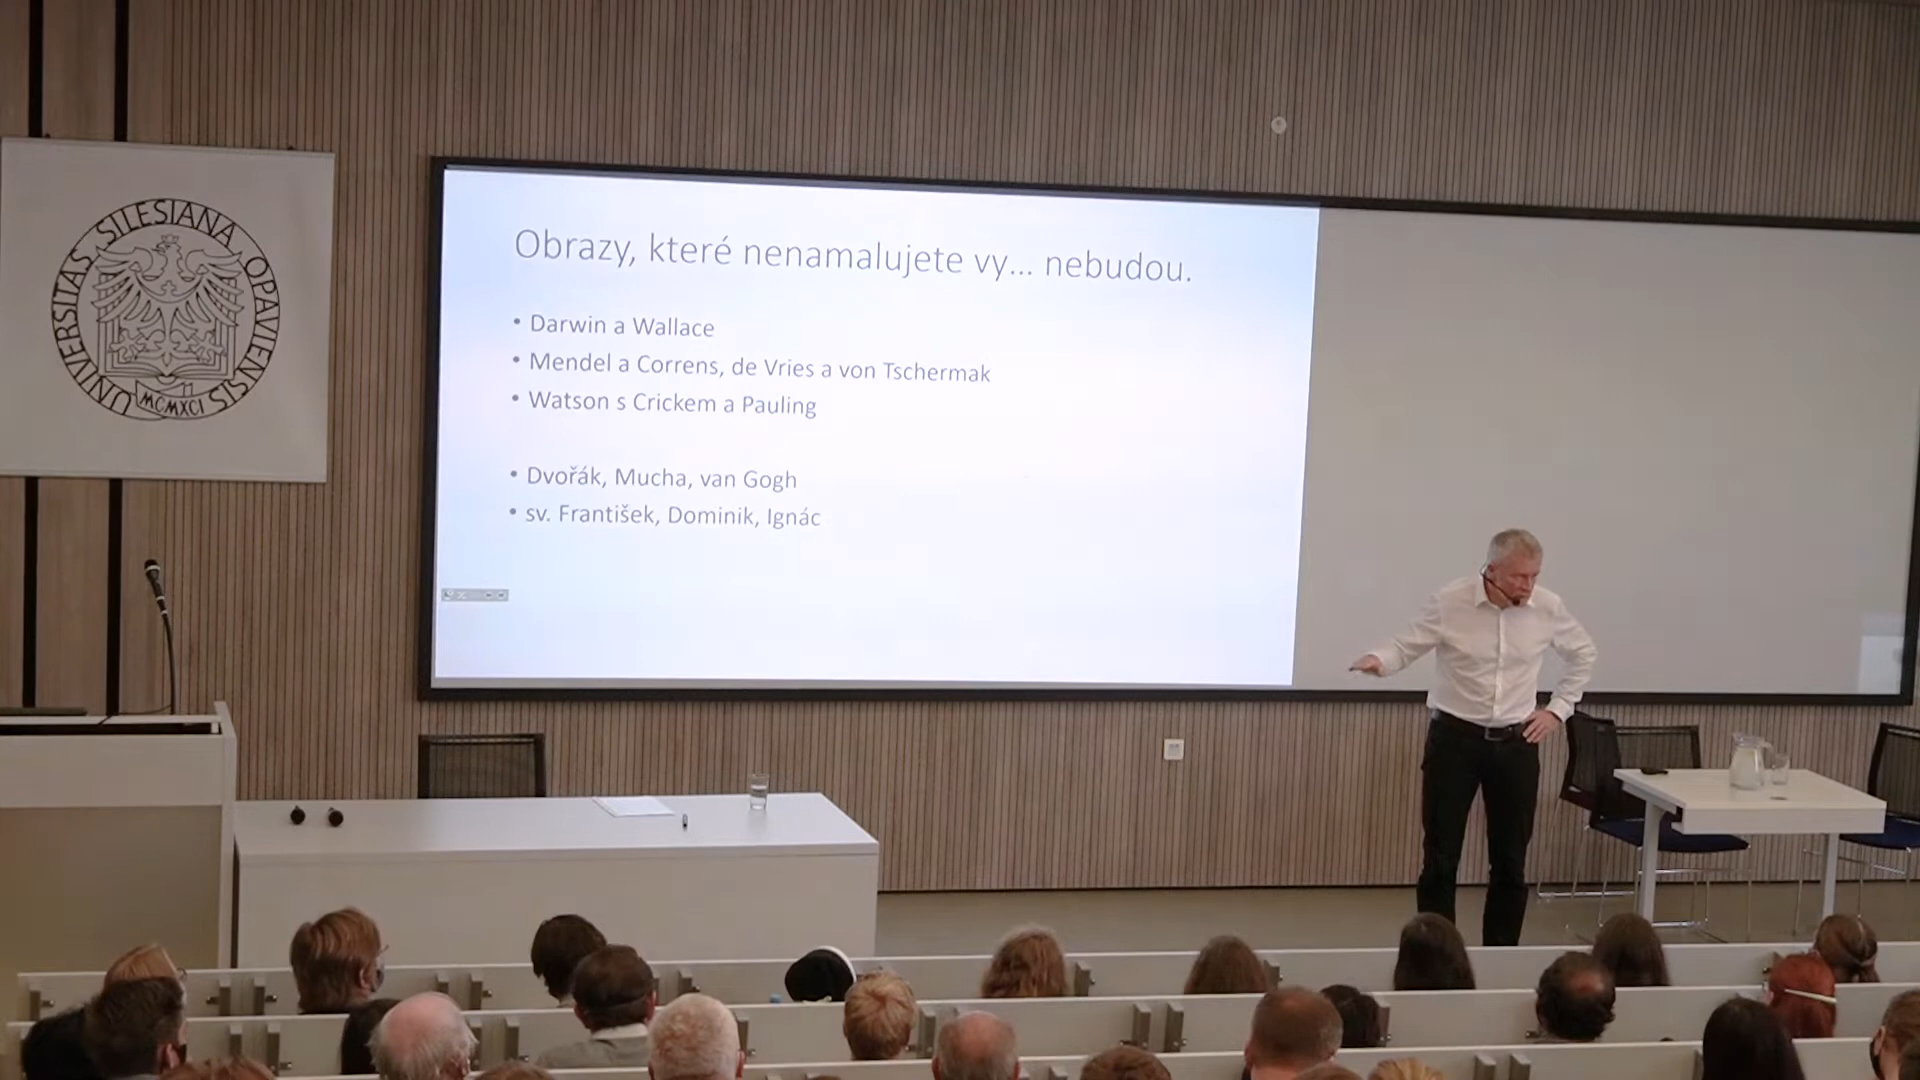 UNIVERSITAS SILESIANA OPAVIENSIS
MCMXCI
Obrazy, které nenamalujete vy... nebudou.
• Darwin a Wallace
• Mendel a Correns, de Vries a von Tschermak
• Watson s Crickem a Pauling
• Dvořák, Mucha, van Gogh
• sv. František, Dominik, Ignác